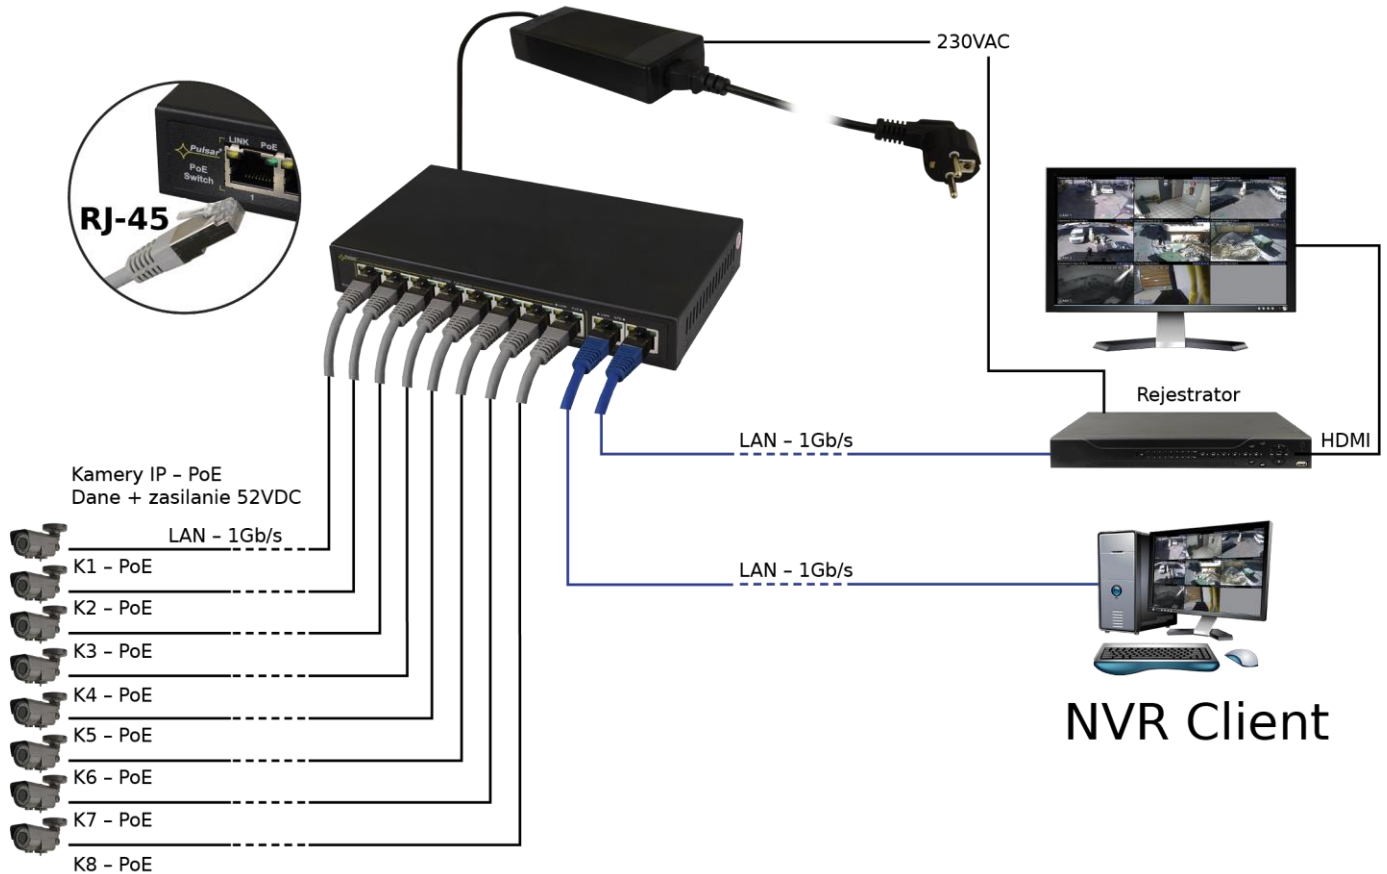 230VAC
LINK PoE
Pulsar
PoE
Switch
1
RJ-45
Rejestrator
LAN – 1Gb/s
HDMI
Kamery IP – PoE
Dane + zasilanie 52VDC
LAN – 1Gb/s
K1 – PoE
LAN – 1Gb/s
K2 – PoE
K3 – PoE
K4 – PoE
K5 – PoE
K6 – PoE
K7 – PoE
K8 – PoE
NVR Client